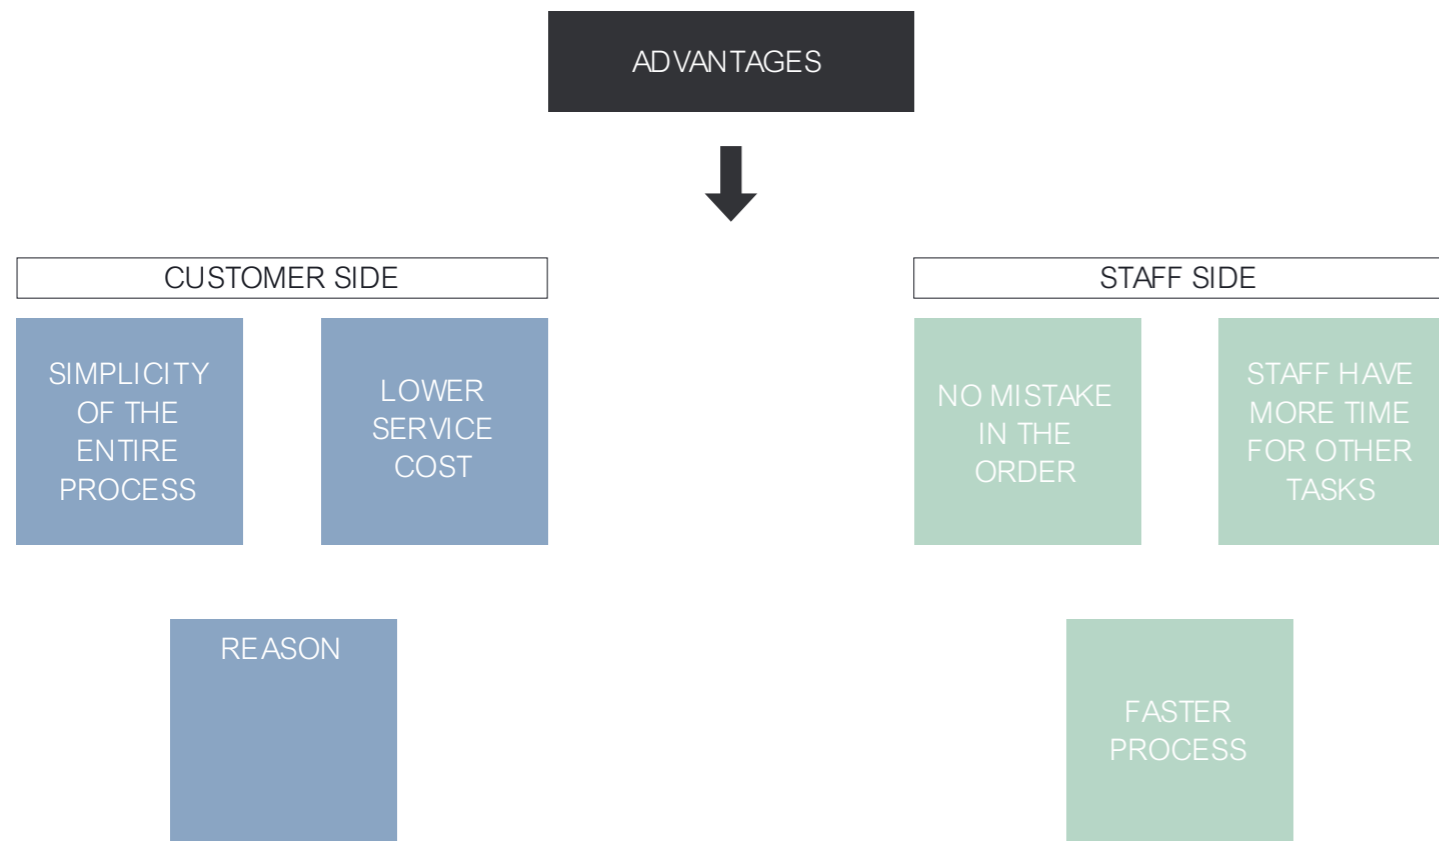 ADVANTAGES
CUSTOMER SIDE
SIMPLICITY
OF THE
ENTIRE
PROCESS
LOWER
SERVICE
COST
REASON
STAFF SIDE
NO MISTAKE
IN THE
ORDER
STAFF HAVE
MORE TIME
FOR OTHER
TASKS
FASTER
PROCESS